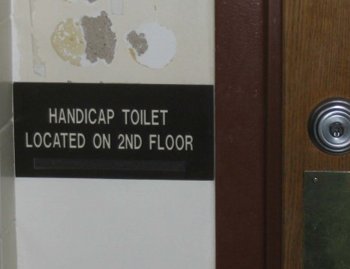 HANDICAP TOILET
LOCATED ON 2ND FLOOR